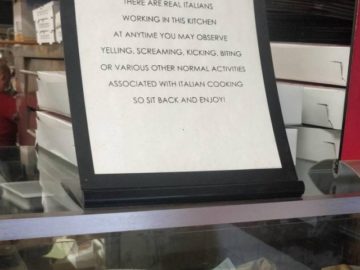 THERE ARE REAL ITALIANS
WORKING IN THIS KITCHEN
AT ANYTIME YOU MAY OBSERVE
YELLING, SCREAMING, KICKING, BITING
OR VARIOUS OTHER NORMAL ACTIVITIES
ASSOCIATED WITH ITALIAN COOKING
SO SIT BACK AND ENJOY!